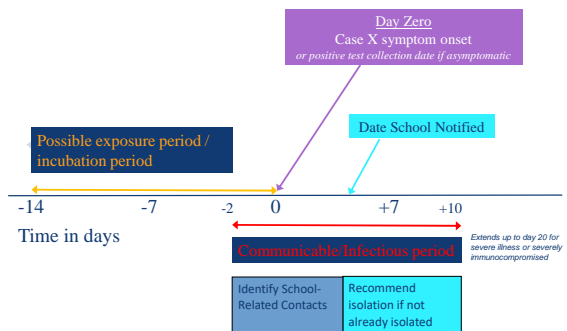 Day Zero
Case X symptom onset
or positive test collection date if asymptomatic
Possible exposure period /
incubation period
Date School Notified
-14
-7
-2
0
+7
+10
Time in days
Communicable/Infectious period
Extends up to day 20 for
severe illness or severely
immunocompromised
Identify School-
Related Contacts
Recommend
isolation if not
already isolated